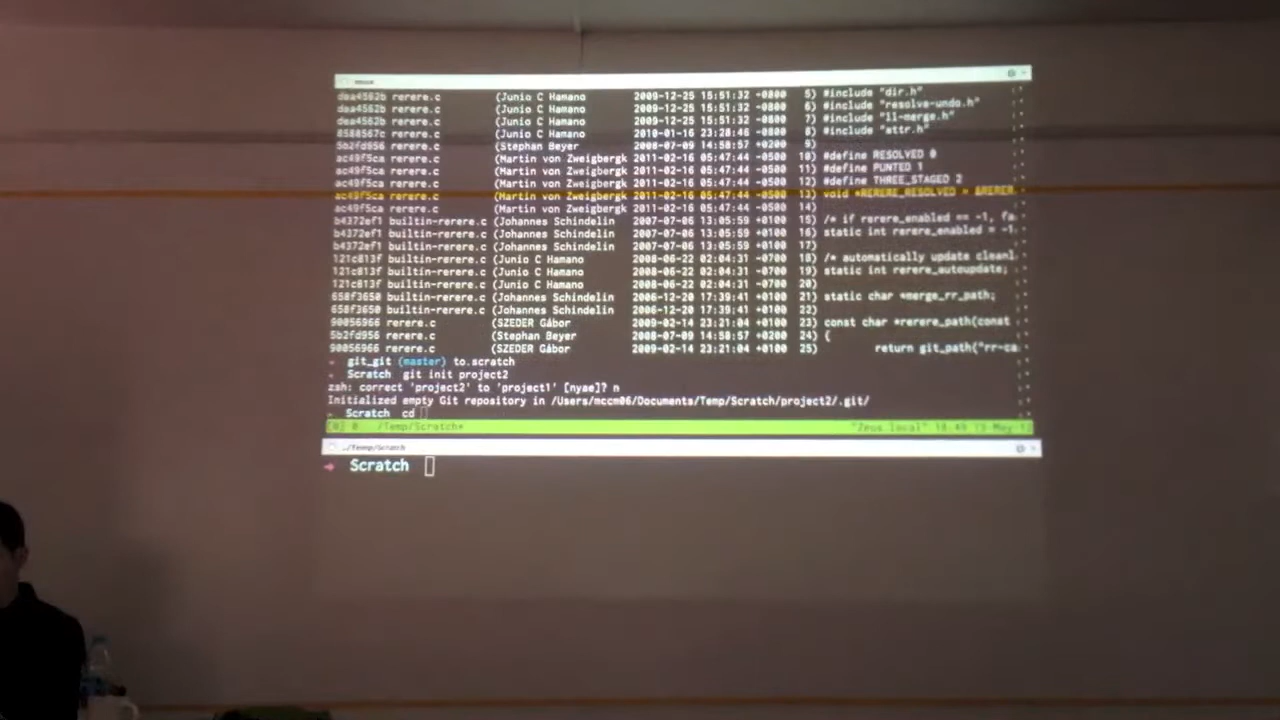 dea4562b rerere.c (Junio C Hamano 2009-12-25 15:51:32 -0800 5) #include "dir.h"
dea4562b rerere.c (Junio C Hamano 2009-12-25 15:51:32 -0800 6) #include "resolve-undo.h"
dea4562b rerere.c (Junio C Hamano 2009-12-25 15:51:32 -0800 7) #include "ll-merge.h"
8588567c rerere.c (Junio C Hamano 2010-01-16 23:28:46 -0800 8) #include "attr.h"
5b2fd956 rerere.c (Stephan Beyer 2008-07-09 14:58:57 +0200 9)
ac49f5ca rerere.c (Martin von Zweigbergk 2011-02-16 05:47:44 -0500 10) #define RESOLVED 0
ac49f5ca rerere.c (Martin von Zweigbergk 2011-02-16 05:47:44 -0500 11) #define PUNTED 1
ac49f5ca rerere.c (Martin von Zweigbergk 2011-02-16 05:47:44 -0500 12) #define THREE_STAGED 2
ac49f5ca rerere.c (Martin von Zweigbergk 2011-02-16 05:47:44 -0500 13) void *RERERE_RESOLVED = &RERER
ac49f5ca rerere.c (Martin von Zweigbergk 2011-02-16 05:47:44 -0500 14)
b4372ef1 builtin-rerere.c (Johannes Schindelin 2007-07-06 13:05:59 +0100 15) /* if rerere_enabled == -1, fa
b4372ef1 builtin-rerere.c (Johannes Schindelin 2007-07-06 13:05:59 +0100 16) static int rerere_enabled = -1
b4372ef1 builtin-rerere.c (Johannes Schindelin 2007-07-06 13:05:59 +0100 17)
121c813f builtin-rerere.c (Junio C Hamano 2008-06-22 02:04:31 -0700 18) /* automatically update cleanl
121c813f builtin-rerere.c (Junio C Hamano 2008-06-22 02:04:31 -0700 19) static int rerere_autoupdate;
121c813f builtin-rerere.c (Junio C Hamano 2008-06-22 02:04:31 -0700 20)
658f3650 builtin-rerere.c (Johannes Schindelin 2006-12-20 17:39:41 +0100 21) static char *merge_rr_path;
658f3650 builtin-rerere.c (Johannes Schindelin 2006-12-20 17:39:41 +0100 22)
90056966 rerere.c (SZEDER Gábor 2009-02-14 23:21:04 +0100 23) const char *rerere_path(const
5b2fd956 rerere.c (Stephan Beyer 2008-07-09 14:58:57 +0200 24) {
90056966 rerere.c (SZEDER Gábor 2009-02-14 23:21:04 +0100 25) return git_path("rr-ca
git_git (master) to.scratch
Scratch git init project2
zsh: correct 'project2' to 'project1' [nyae]? n
Initialized empty Git repository in /Users/mccm06/Documents/Temp/Scratch/project2/.git/
Scratch cd
[0] 0 /Temp/Scratch*
"Zeus.local"
../Temp/Scratch
➜ Scratch